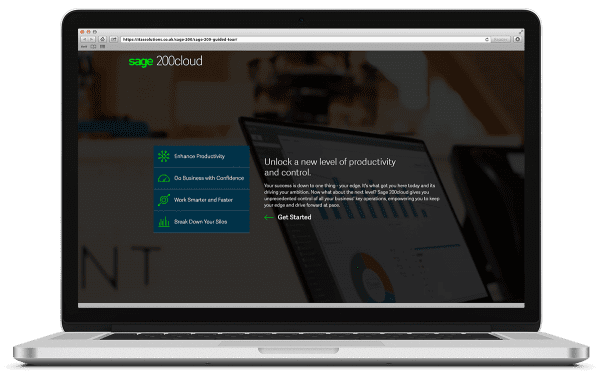 https://itassolutions.co.uk/sage-200/sage-200-guided-tour/
sage 200cloud
Enhance Productivity
Do Business with Confidence
Work Smarter and Faster
Break Down Your Silos
Unlock a new level of productivity
and control.
Your success is down to one thing - your edge. It's what got you here today and its
driving your ambition. Now what about the next level? Sage 200cloud gives you
unprecedented control of all your business' key operations, empowering you to keep
your edge and drive forward at pace.
Get Started
NT